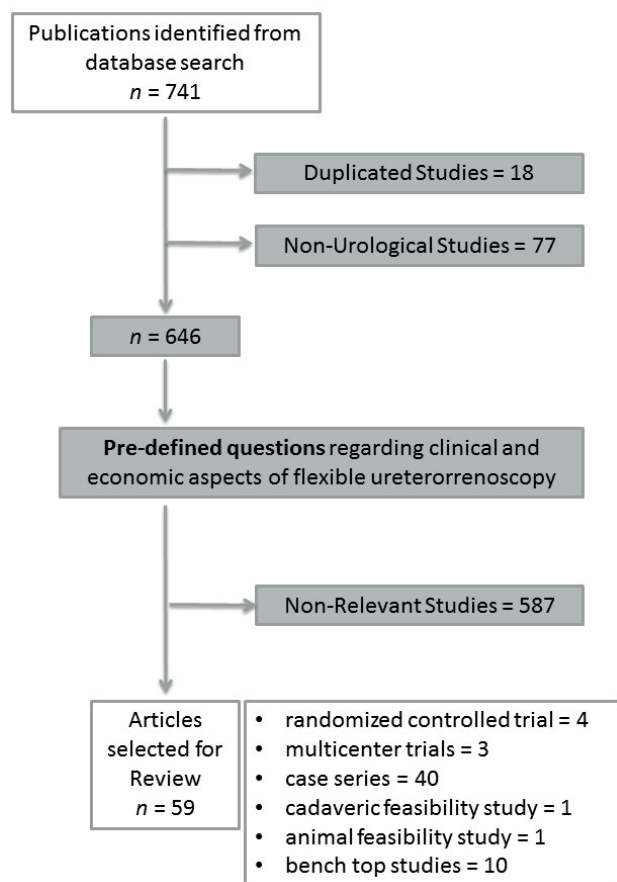 Publications identified from
database search
n = 741
Duplicated Studies = 18
Non-Urological Studies = 77
n = 646
Pre-defined questions regarding clinical and
economic aspects of flexible ureterorrenoscopy
Non-Relevant Studies = 587
Articles
selected for
Review
n = 59
• randomized controlled trial = 4
• multicenter trials = 3
• case series = 40
• cadaveric feasibility study = 1
• animal feasibility study = 1
• bench top studies = 10